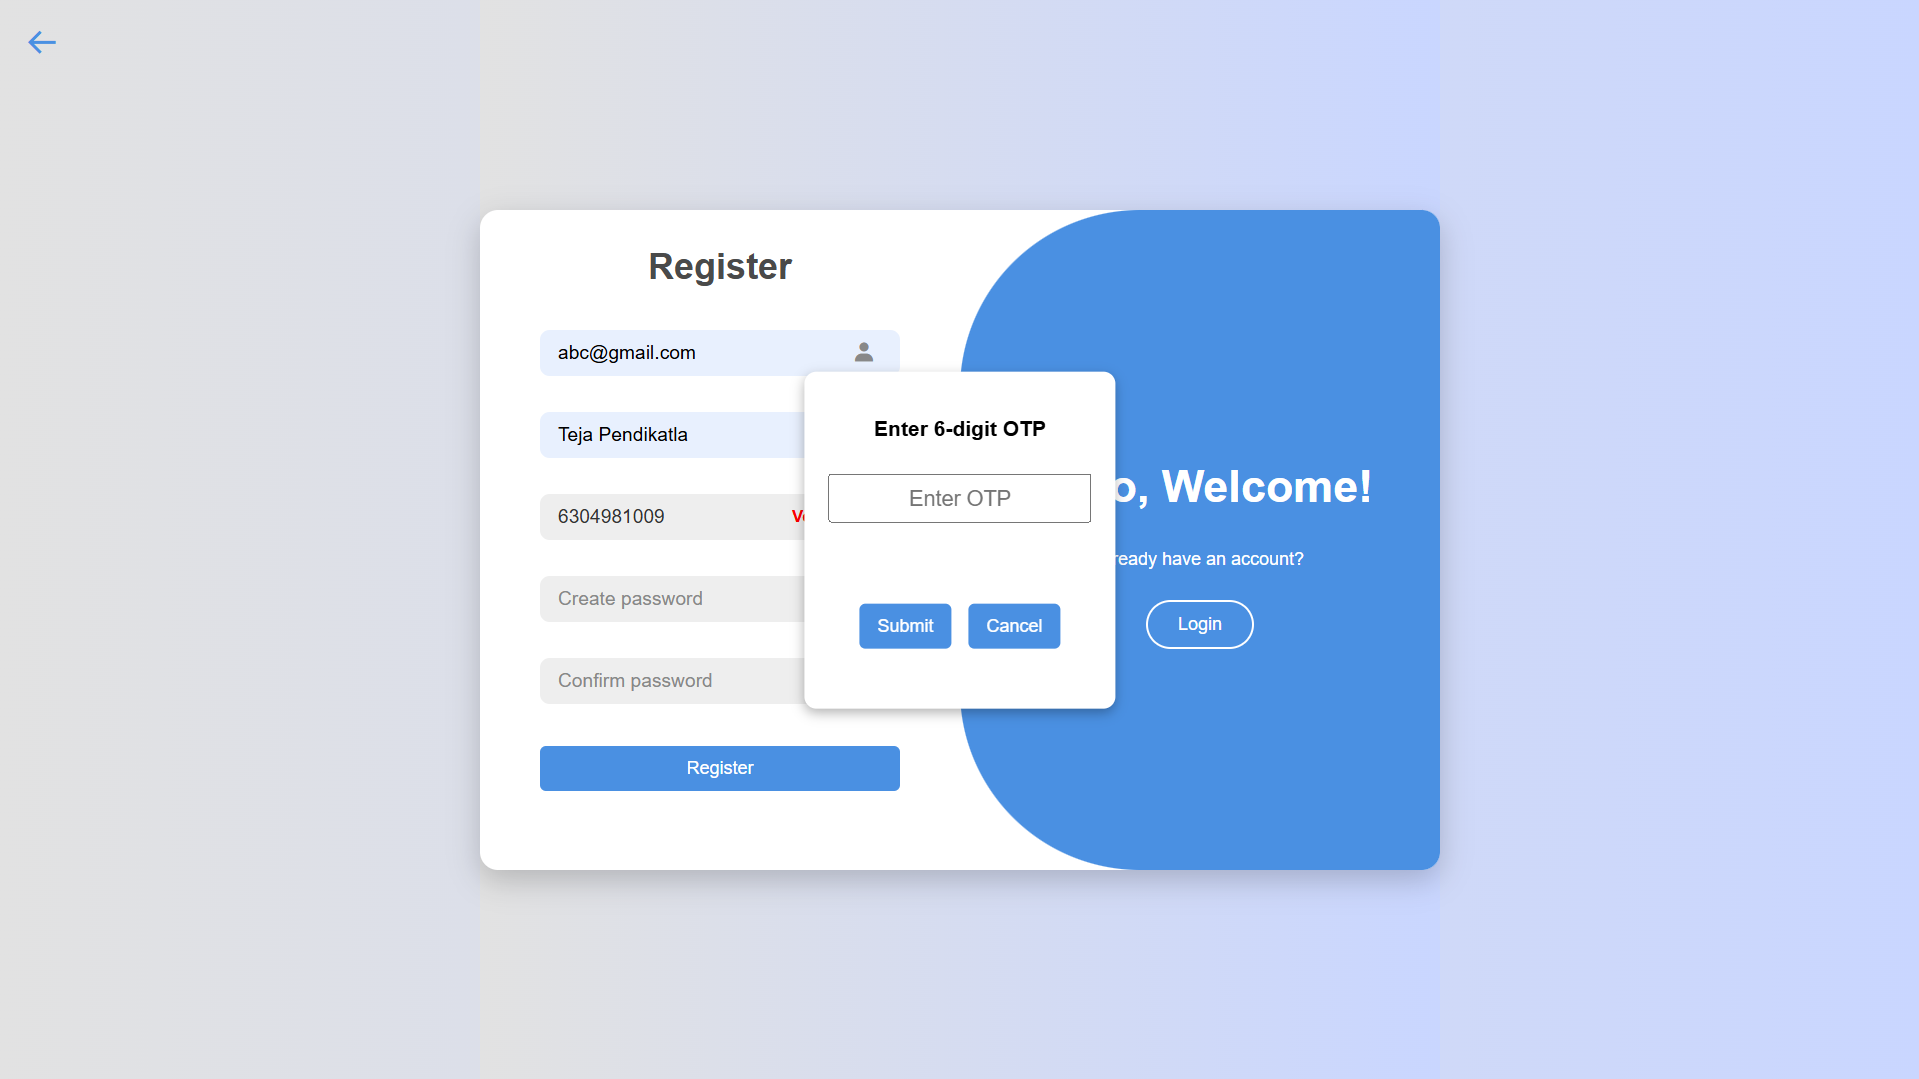 Register
abc@gmail.com
Teja Pendikatla
6304981009
Create password
Confirm password
Register
Enter 6-digit OTP
Enter OTP
Submit
Cancel
Welcome!
have an account?
Login